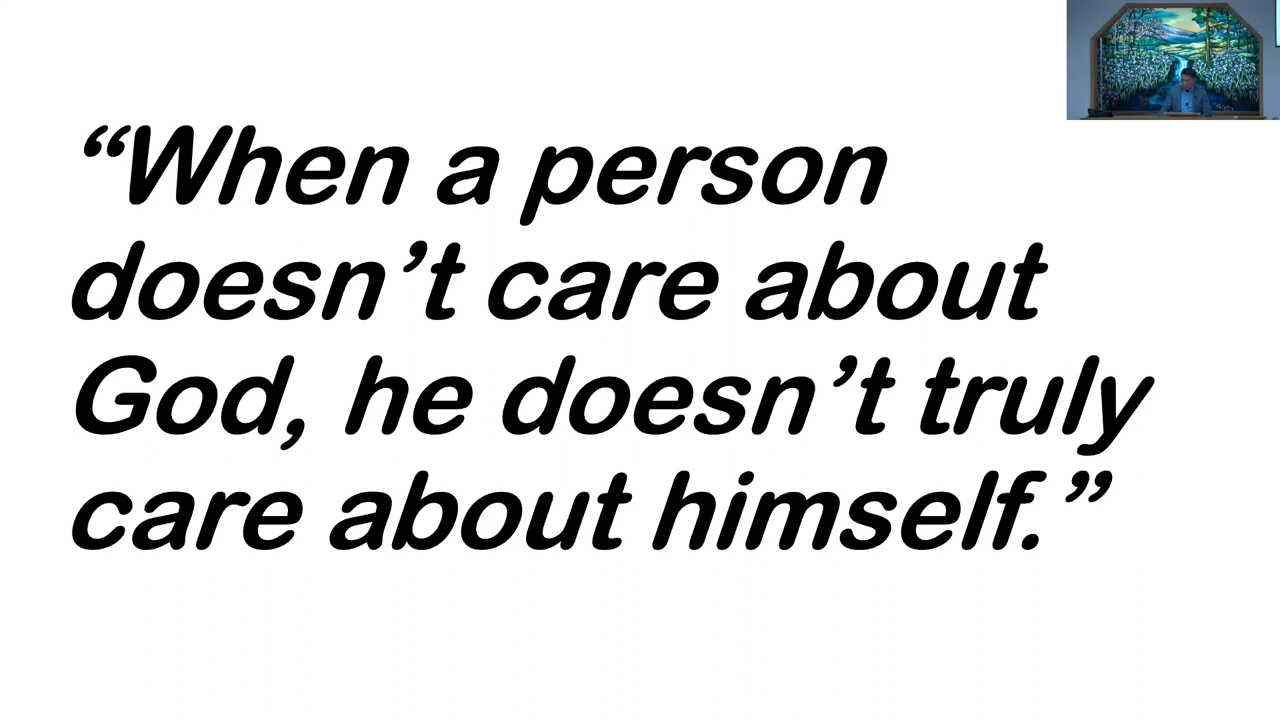 “When a person
doesn’t care about
God, he doesn’t truly
care about himself.”